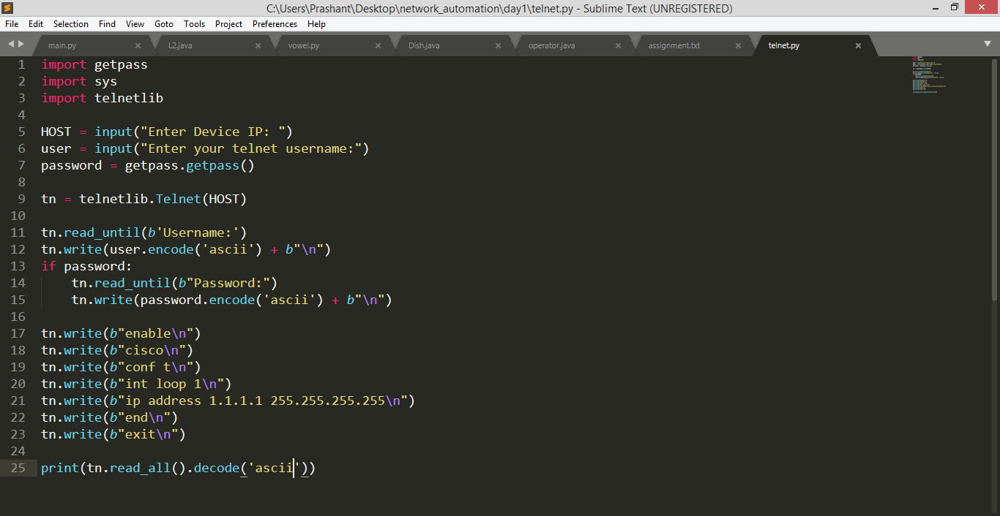 C:\Users\Prashant\Desktop\network_automation\day1\telnet.py - Sublime Text (UNREGISTERED)
File Edit Selection Find View Goto Tools Project Preferences Help
main.py L2.java vowel.py Dish.java operator.java assignment.txt telnet.py
1 import getpass
2 import sys
3 import telnetlib
4
5 HOST = input("Enter Device IP: ")
6 user = input("Enter your telnet username:")
7 password = getpass.getpass()
8
9 tn = telnetlib.Telnet(HOST)
10
11 tn.read_until(b'Username:')
12 tn.write(user.encode('ascii') + b"\n")
13 if password:
14     tn.read_until(b"Password:")
15     tn.write(password.encode('ascii') + b"\n")
16
17 tn.write(b"enable\n")
18 tn.write(b"cisco\n")
19 tn.write(b"conf t\n")
20 tn.write(b"int loop 1\n")
21 tn.write(b"ip address 1.1.1.1 255.255.255.255\n")
22 tn.write(b"end\n")
23 tn.write(b"exit\n")
24
25 print(tn.read_all().decode('ascii'))